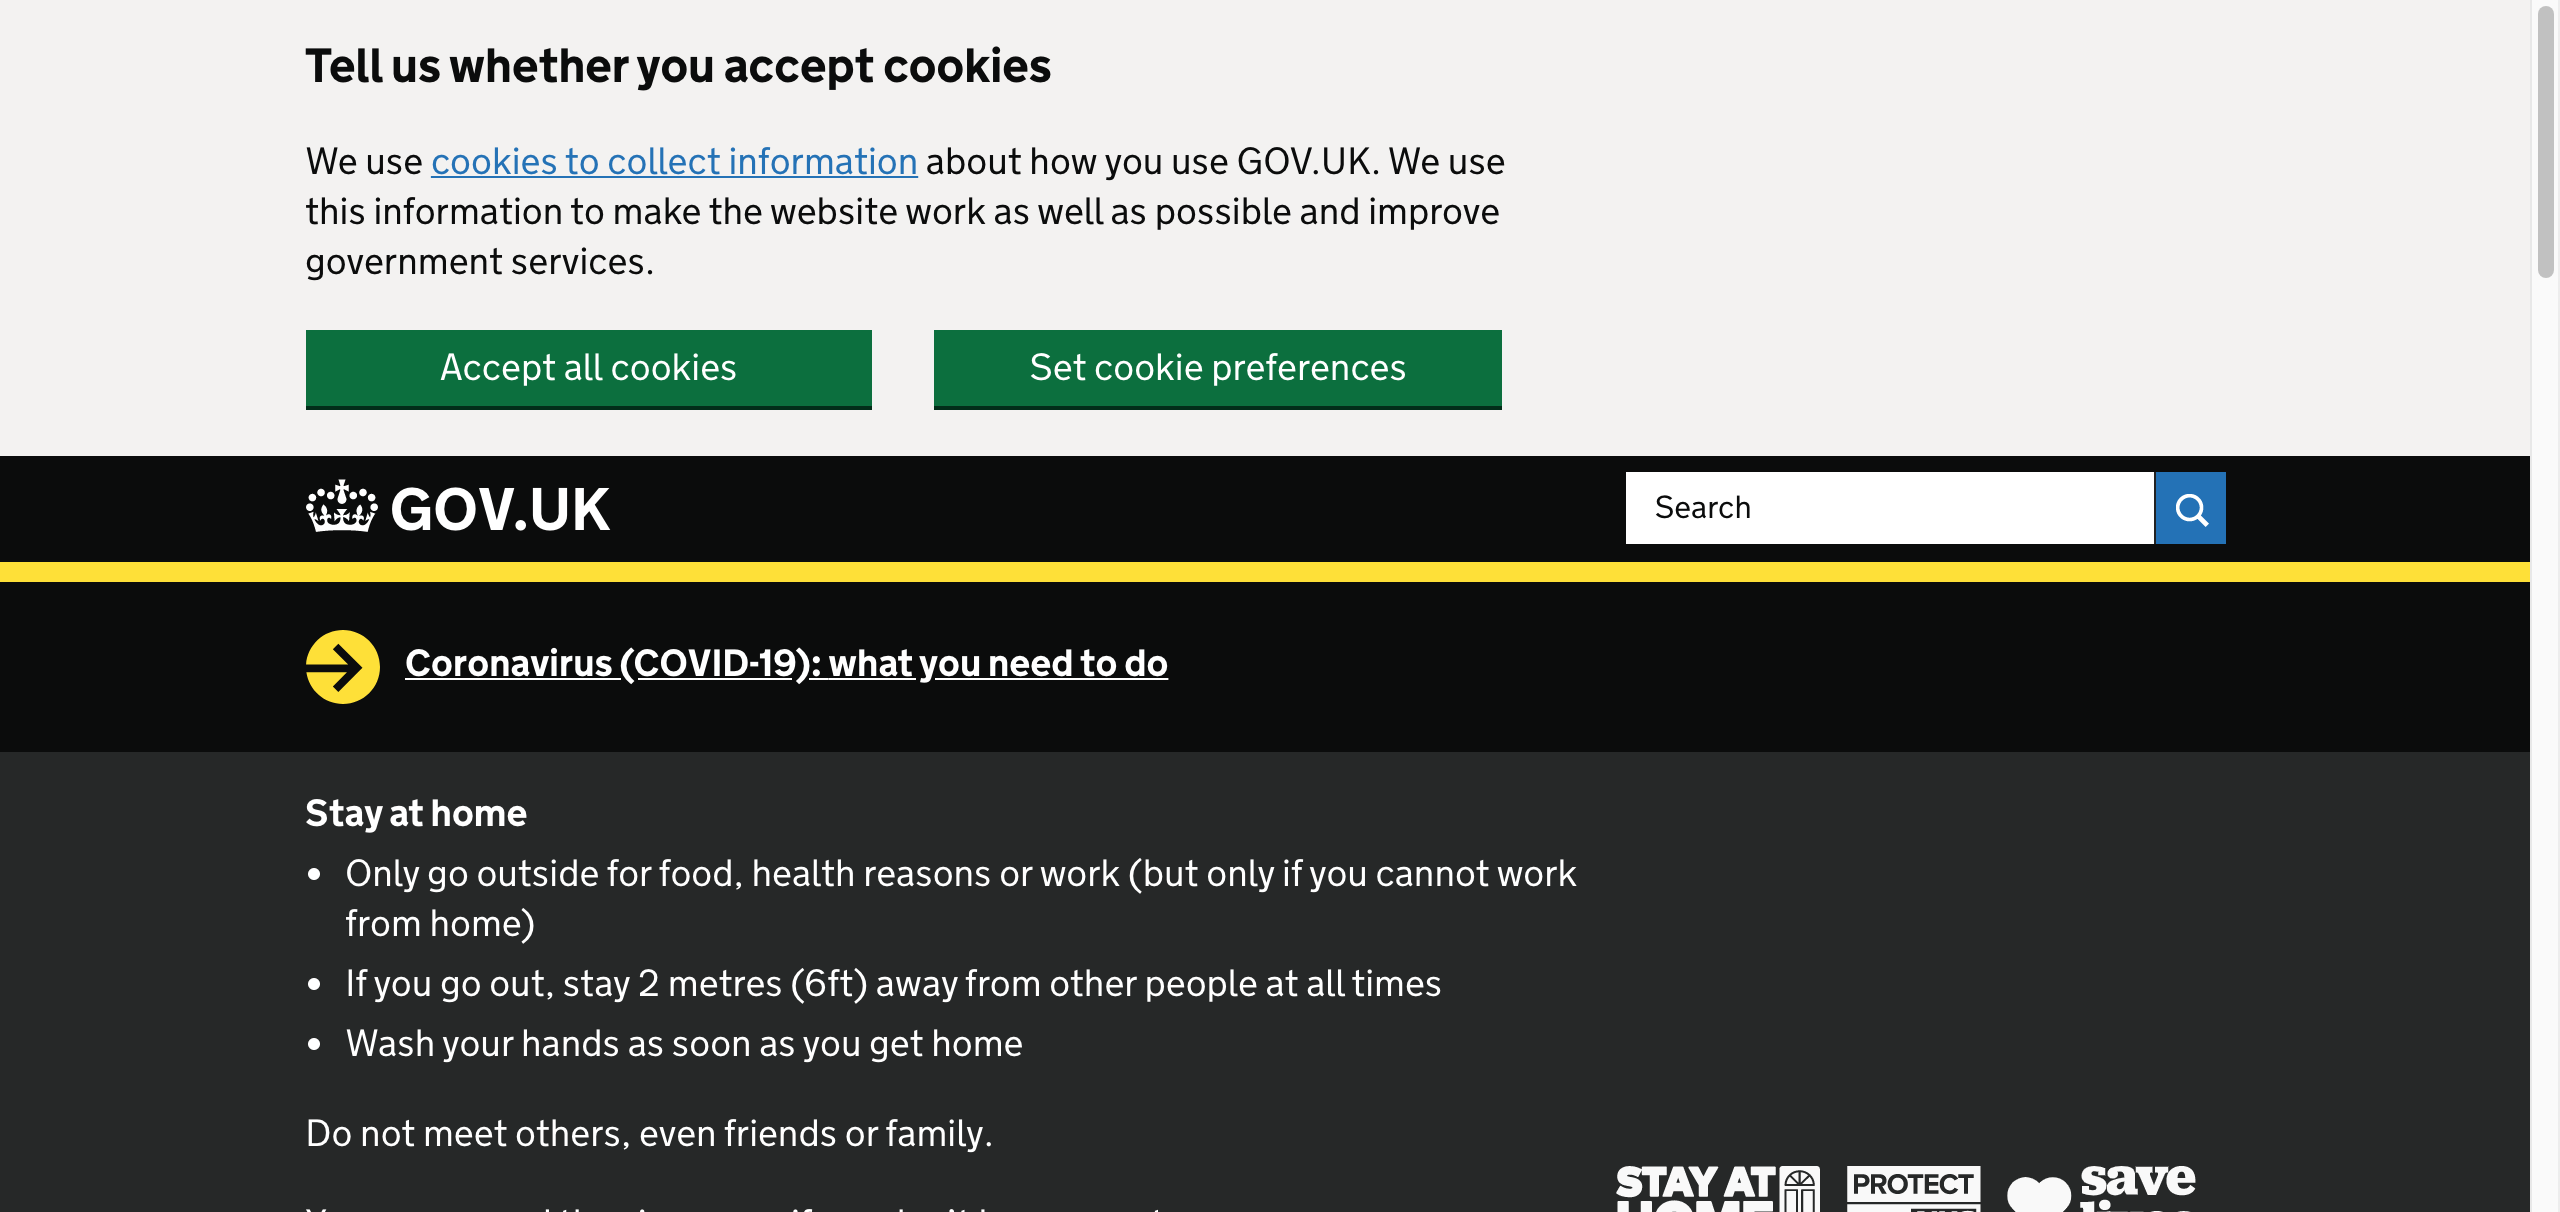 Tell us whether you accept cookies
We use cookies to collect information about how you use GOV.UK. We use
this information to make the website work as well as possible and improve
government services.
Accept all cookies
Set cookie preferences
GOV.UK
Search
Coronavirus (COVID-19): what you need to do
Stay at home
• Only go outside for food, health reasons or work (but only if you cannot work
from home)
• If you go out, stay 2 metres (6ft) away from other people at all times
• Wash your hands as soon as you get home
Do not meet others, even friends or family.
STAY AT
HOME
PROTECT
save